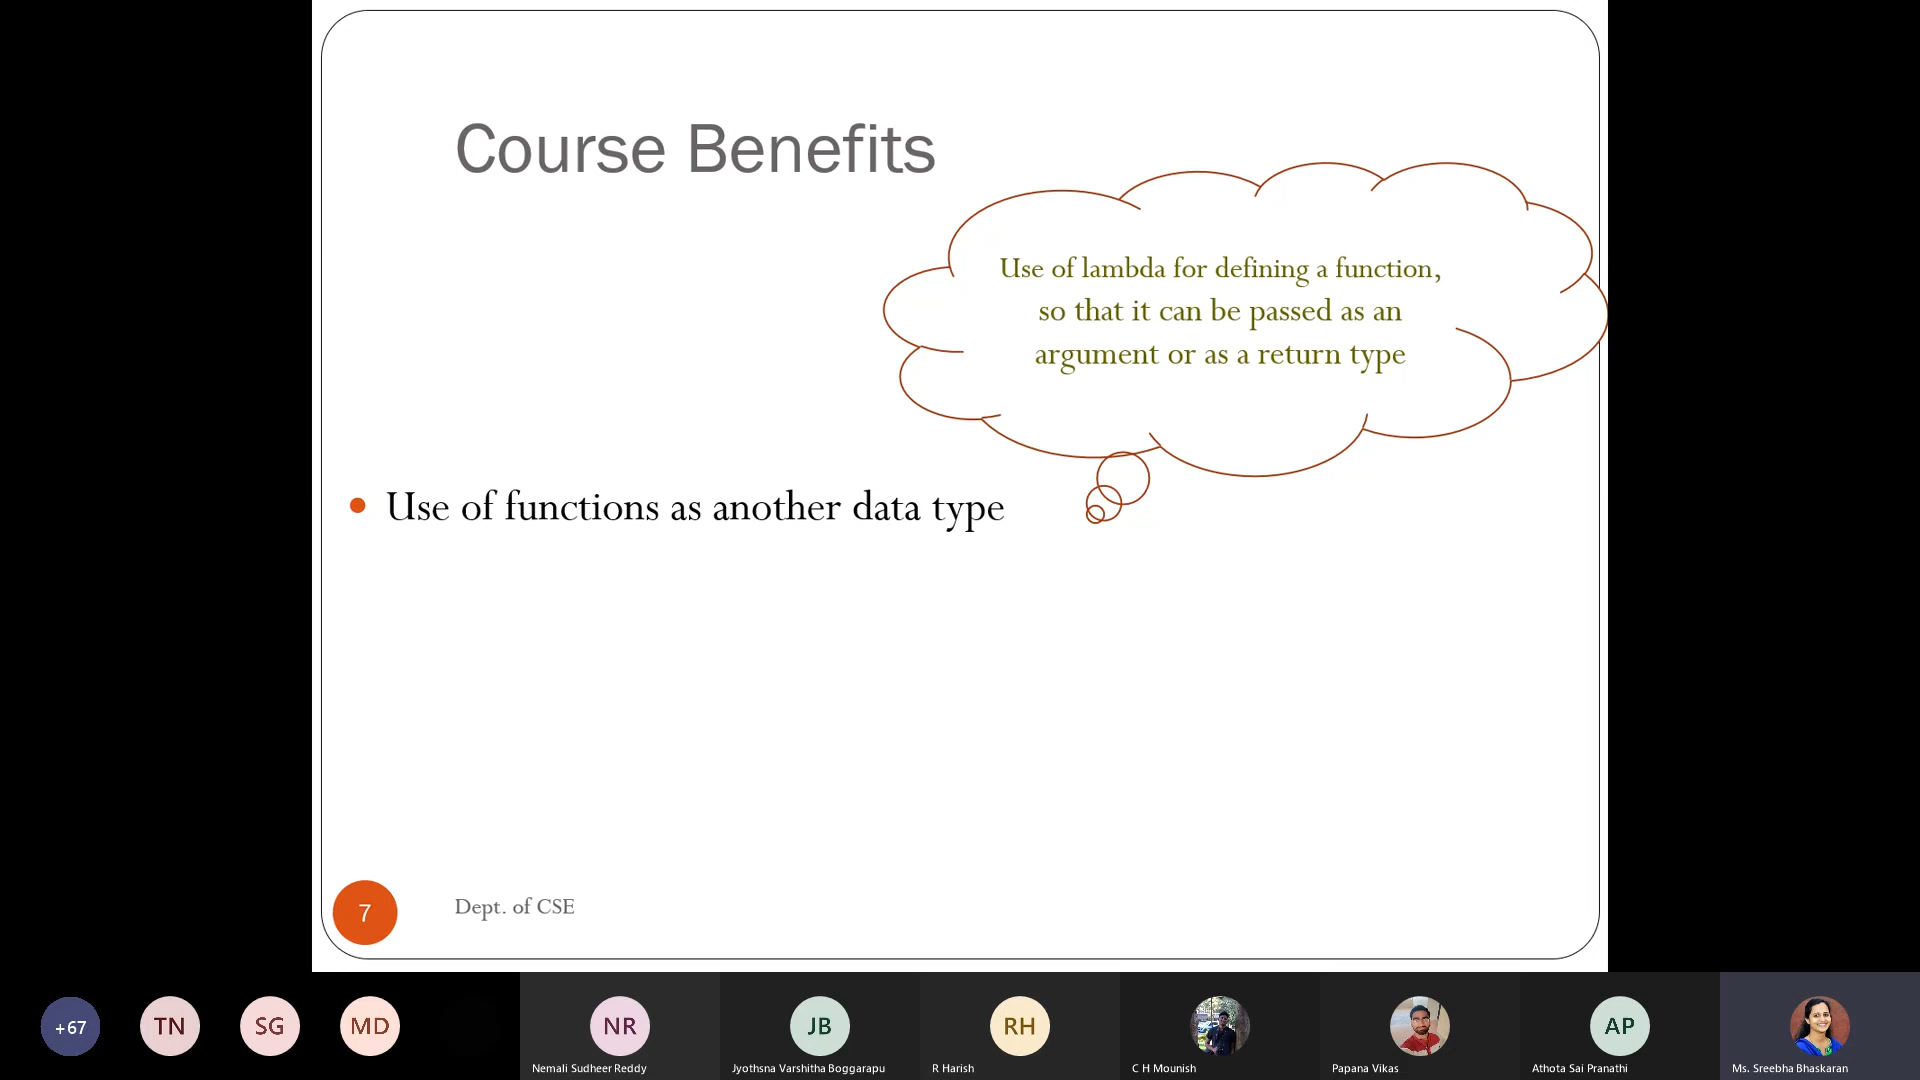 Course Benefits
Use of lambda for defining a function,
so that it can be passed as an
argument or as a return type
Use of functions as another data type
7
Dept. of CSE
+67
TN
SG
MD
NR
JB
RH
AP
Nemali Sudheer Reddy
Jyothsna Varshitha Boggarapu
R Harish
C H Mounish
Papana Vikas
Athota Sai Pranathi
Ms. Sreebha Bhaskaran